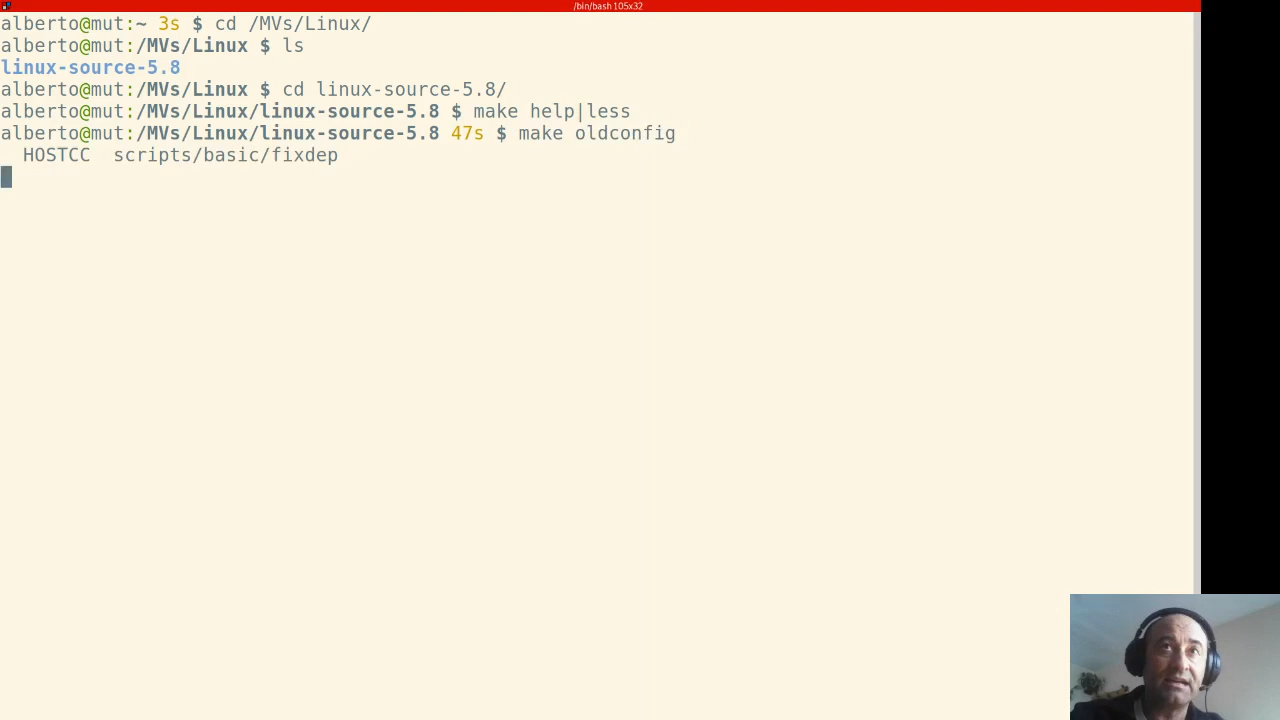 /bin/bash 105x32
alberto@mut:~ 3s $ cd /MVs/Linux/
alberto@mut:/MVs/Linux $ ls
linux-source-5.8
alberto@mut:/MVs/Linux $ cd linux-source-5.8/
alberto@mut:/MVs/Linux/linux-source-5.8 $ make help|less
alberto@mut:/MVs/Linux/linux-source-5.8 47s $ make oldconfig
  HOSTCC  scripts/basic/fixdep